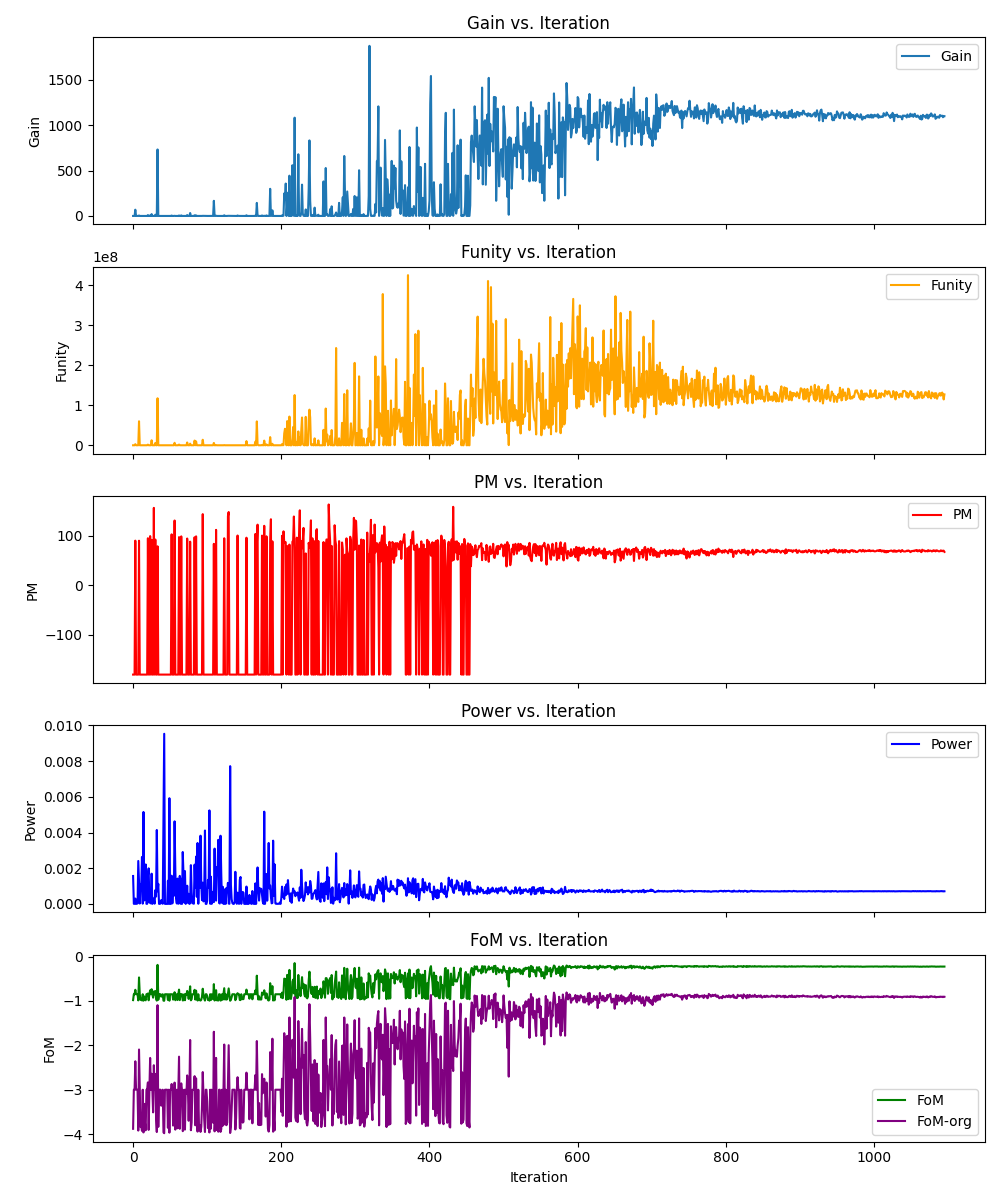 Gain vs. Iteration
Gain
1500
1000
500
0
Gain
Funity vs. Iteration
1e8
Funity
4
3
2
1
0
Funity
PM vs. Iteration
PM
100
0
−100
PM
Power vs. Iteration
Power
0.010
0.008
0.006
0.004
0.002
0.000
Power
FoM vs. Iteration
0
−1
−2
−3
−4
FoM
FoM
FoM-org
0 200 400 600 800 1000
Iteration